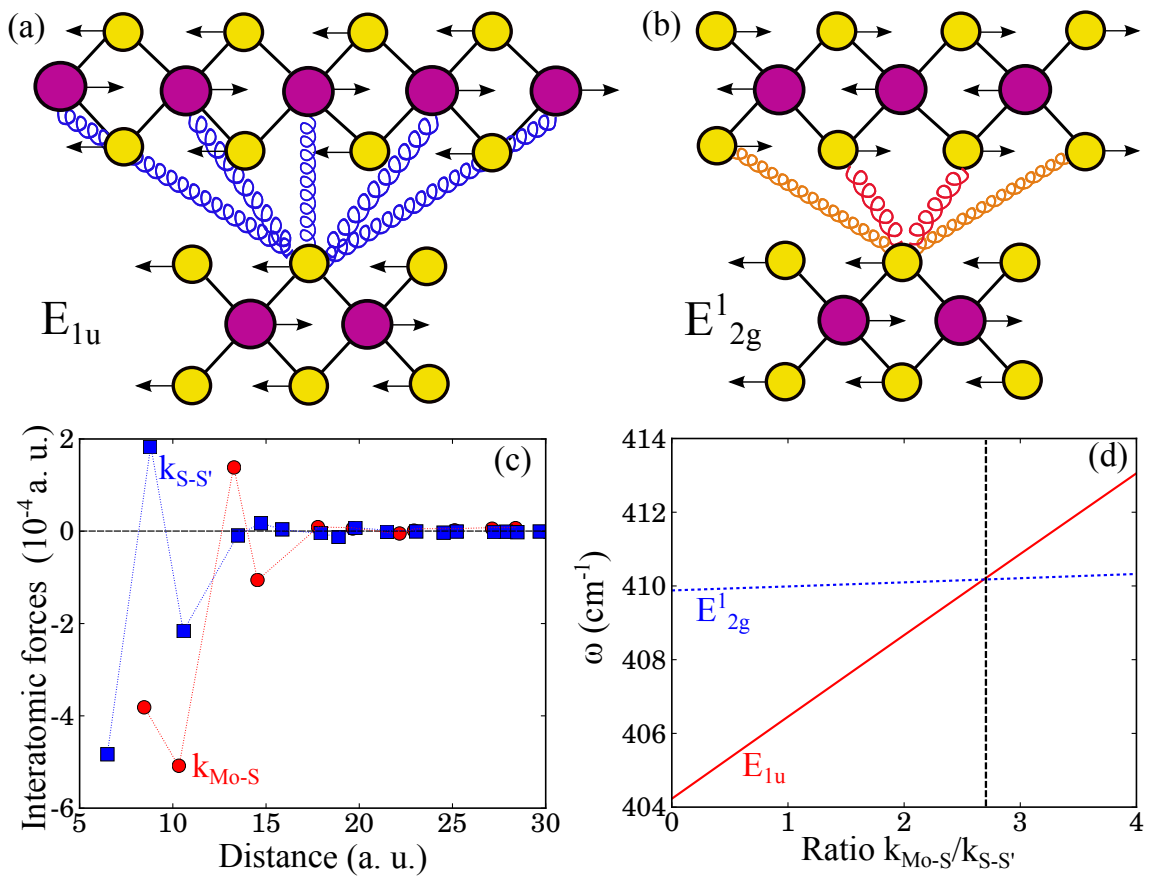 (a)
E1u
(b)
E¹2g
(c)
Interatomic forces (10⁻⁴ a. u.)
2
0
-2
-4
-6
kS-S'
kMo-S
5
10
15
20
25
30
Distance (a. u.)
(d)
ω (cm⁻¹)
414
412
410
408
406
404
E¹2g
E1u
0
1
2
3
4
Ratio kMo-S/kS-S'